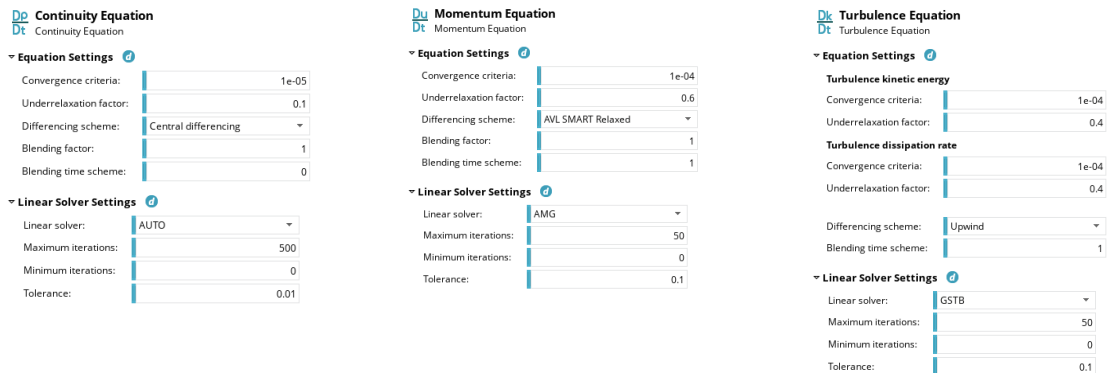 Dρ
Dt
Continuity Equation
Continuity Equation
Equation Settings d
Convergence criteria: 1e-05
Underrelaxation factor: 0.1
Differencing scheme: Central differencing
Blending factor: 1
Blending time scheme: 0
Linear Solver Settings d
Linear solver: AUTO
Maximum iterations: 500
Minimum iterations: 0
Tolerance: 0.01
Du
Dt
Momentum Equation
Momentum Equation
Equation Settings d
Convergence criteria: 1e-04
Underrelaxation factor: 0.6
Differencing scheme: AVL SMART Relaxed
Blending factor: 1
Blending time scheme: 1
Linear Solver Settings d
Linear solver: AMG
Maximum iterations: 50
Minimum iterations: 0
Tolerance: 0.1
Dk
Dt
Turbulence Equation
Turbulence Equation
Equation Settings d
Turbulence kinetic energy
Convergence criteria: 1e-04
Underrelaxation factor: 0.4
Turbulence dissipation rate
Convergence criteria: 1e-04
Underrelaxation factor: 0.4
Differencing scheme: Upwind
Blending time scheme: 1
Linear Solver Settings d
Linear solver: GSTB
Maximum iterations: 50
Minimum iterations: 0
Tolerance: 0.1